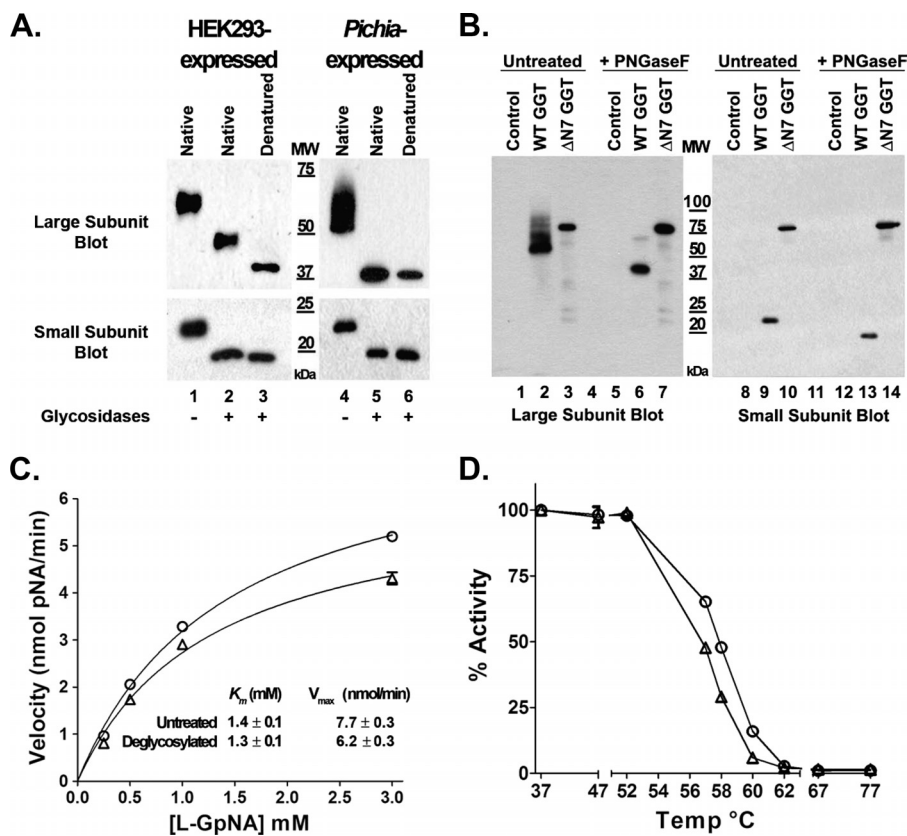 A.
HEK293-
expressed
Pichia-
expressed
Native
Native
Denatured
MW
Native
Native
Denatured
Large Subunit
Blot
75
50
37
Small Subunit
Blot
25
20
kDa
1 2 3 4 5 6
Glycosidases - + + - + +
B.
Untreated + PNGaseF Untreated + PNGaseF
Control
WT GGT
ΔN7 GGT
Control
WT GGT
ΔN7 GGT
MW
Control
WT GGT
ΔN7 GGT
Control
WT GGT
ΔN7 GGT
100
75
50
37
25
20
kDa
1 2 3 4 5 6 7 8 9 10 11 12 13 14
Large Subunit Blot Small Subunit Blot
C.
Velocity (nmol pNA/min)
6
5
4
3
2
1
0
Km (mM) Vmax (nmol/min)
Untreated 1.4 ± 0.1 7.7 ± 0.3
Deglycosylated 1.3 ± 0.1 6.2 ± 0.3
0.0 0.5 1.0 1.5 2.0 2.5 3.0
[L-GpNA] mM
D.
% Activity
100
75
50
25
0
37 47 52 54 56 58 60 62 67 77
Temp °C